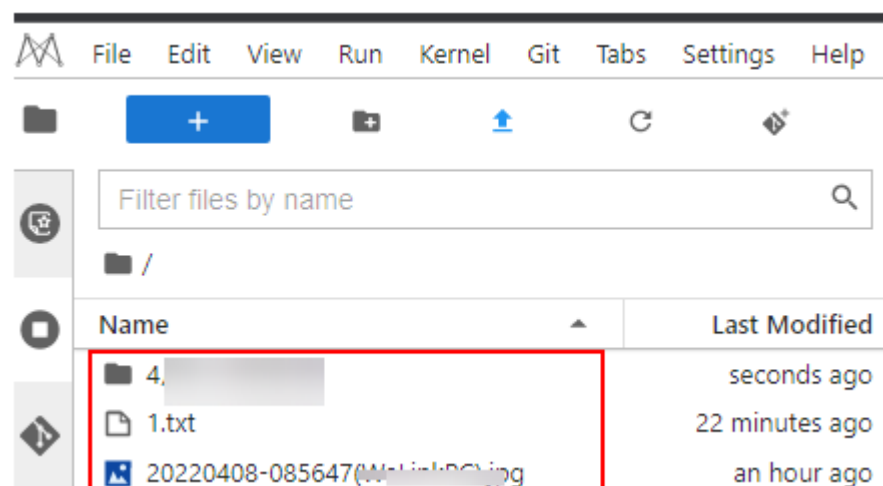 File Edit View Run Kernel Git Tabs Settings Help
+
Filter files by name
/
Name Last Modified
4, seconds ago
1.txt 22 minutes ago
20220408-085647( .jpg an hour ago